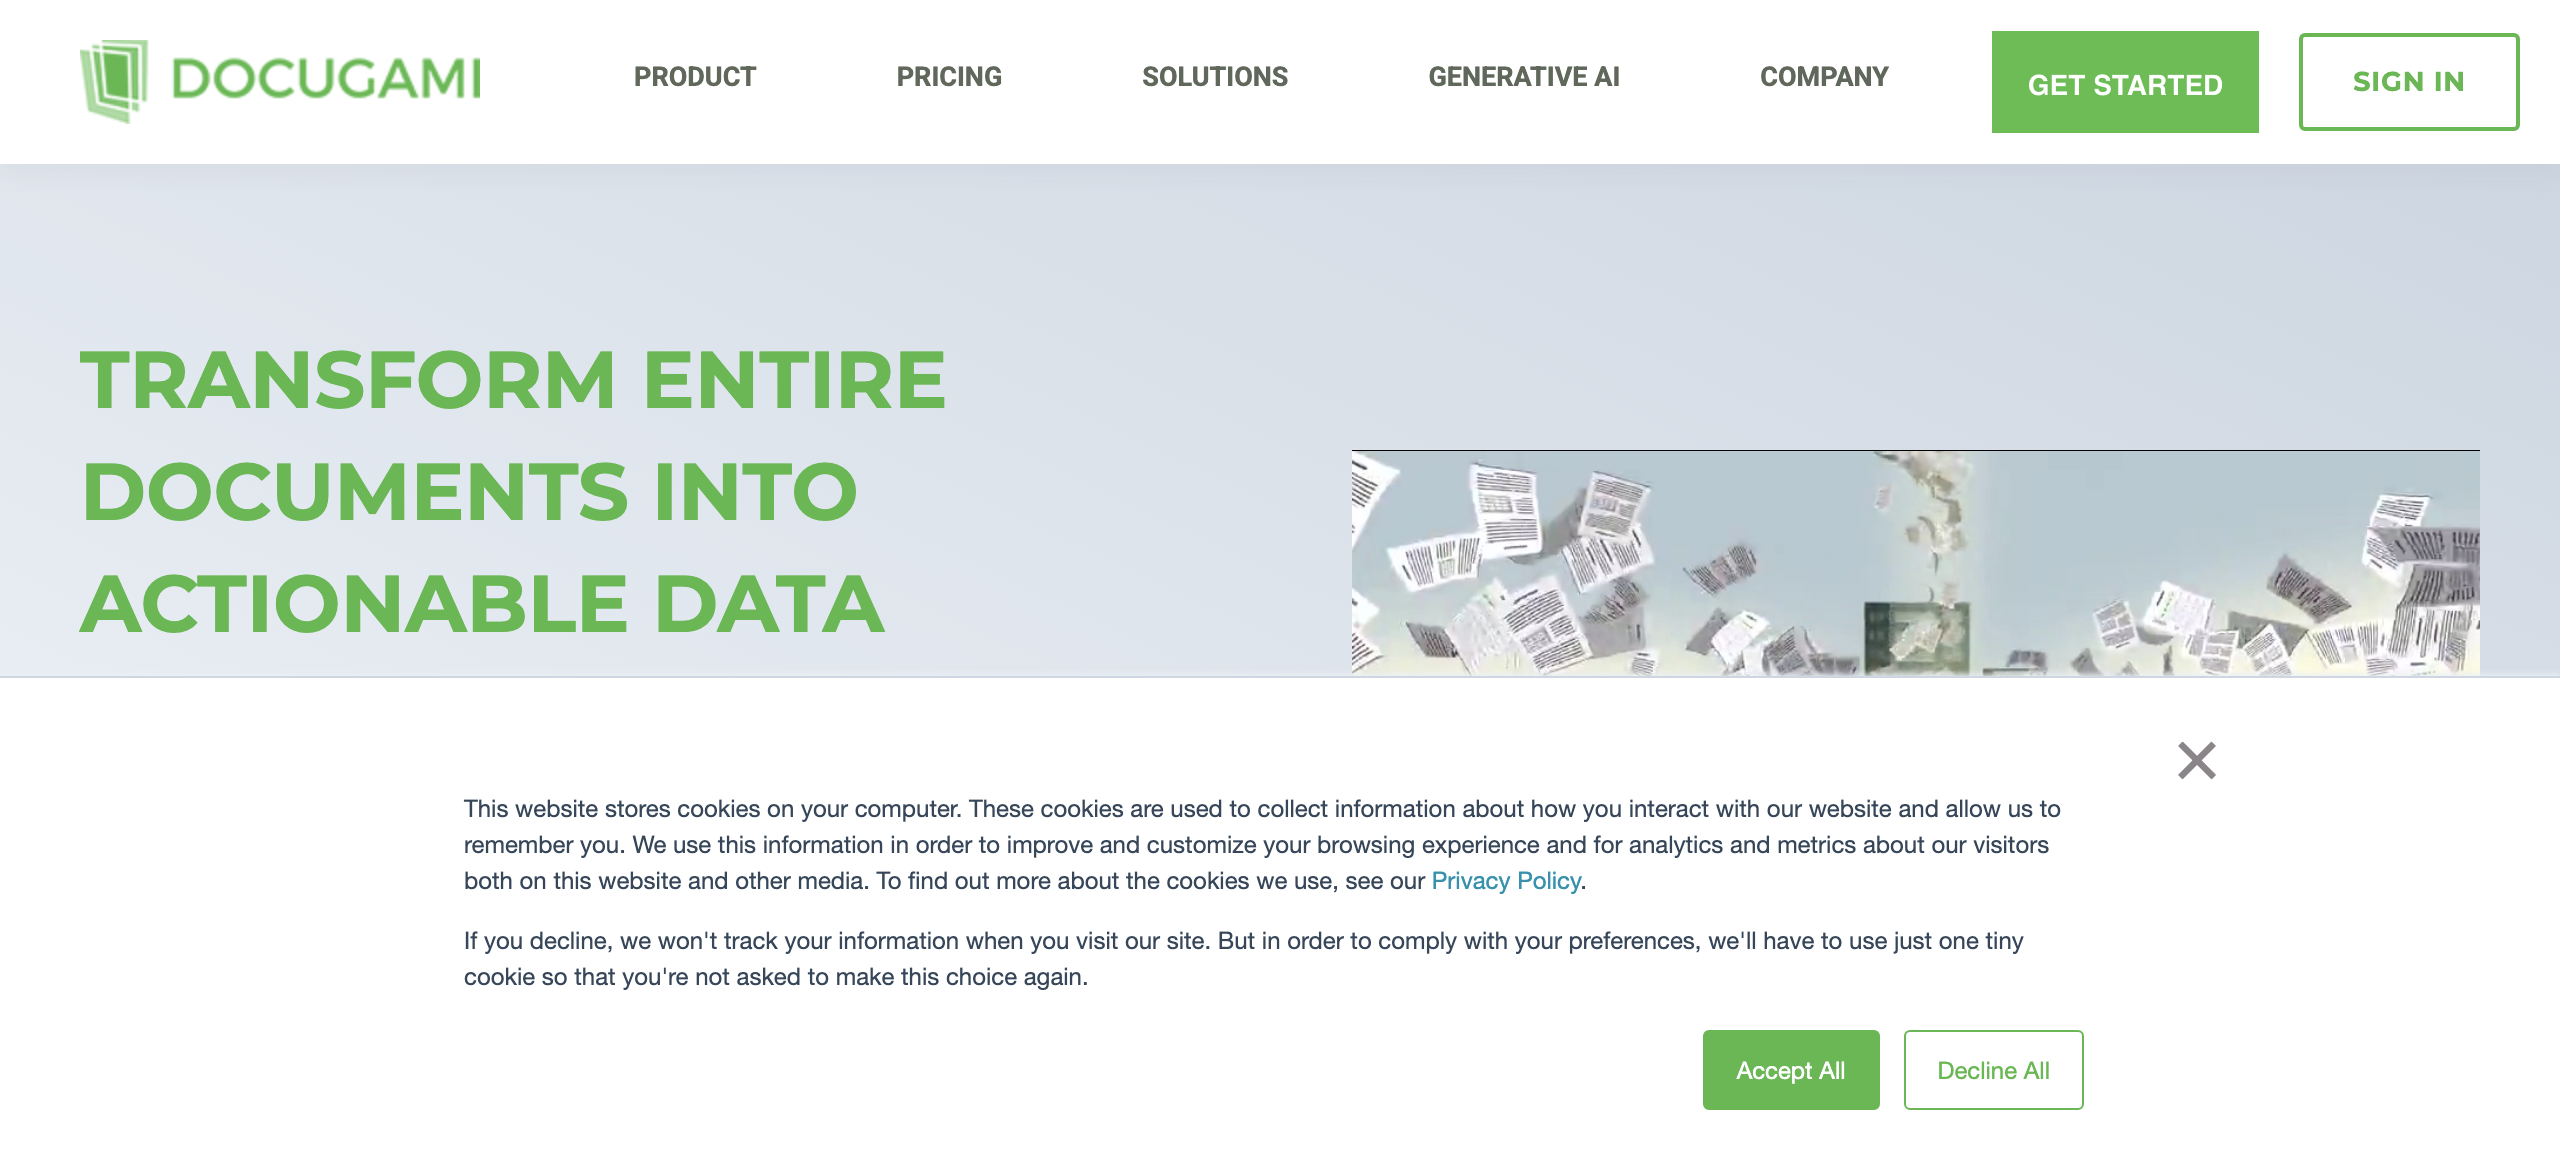 DOCUGAMI
PRODUCT
PRICING
SOLUTIONS
GENERATIVE AI
COMPANY
GET STARTED
SIGN IN
TRANSFORM ENTIRE
DOCUMENTS INTO
ACTIONABLE DATA
This website stores cookies on your computer. These cookies are used to collect information about how you interact with our website and allow us to
remember you. We use this information in order to improve and customize your browsing experience and for analytics and metrics about our visitors
both on this website and other media. To find out more about the cookies we use, see our Privacy Policy.
If you decline, we won't track your information when you visit our site. But in order to comply with your preferences, we'll have to use just one tiny
cookie so that you're not asked to make this choice again.
Accept All
Decline All